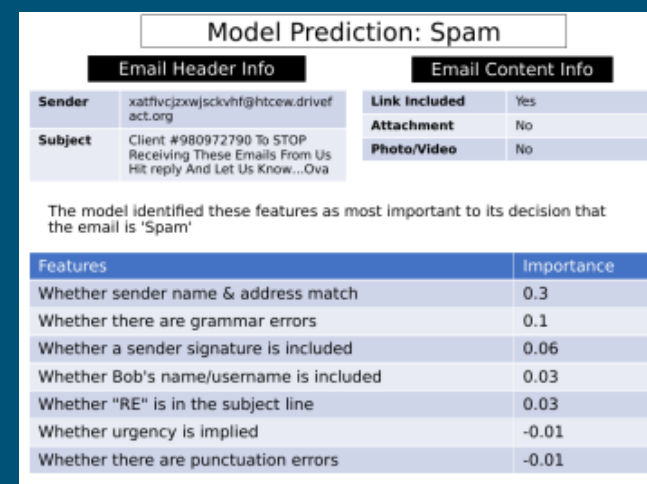 Model Prediction: Spam
Email Header Info
Email Content Info
Sender
xatfivcjzxwjsckvhf@htcew.drivef
act.org
Subject
Client #980972790 To STOP
Receiving These Emails From Us
Hit reply And Let Us Know...Ova
Link Included Yes
Attachment No
Photo/Video No
The model identified these features as most important to its decision that
the email is 'Spam'
Features Importance
Whether sender name & address match 0.3
Whether there are grammar errors 0.1
Whether a sender signature is included 0.06
Whether Bob's name/username is included 0.03
Whether "RE" is in the subject line 0.03
Whether urgency is implied -0.01
Whether there are punctuation errors -0.01